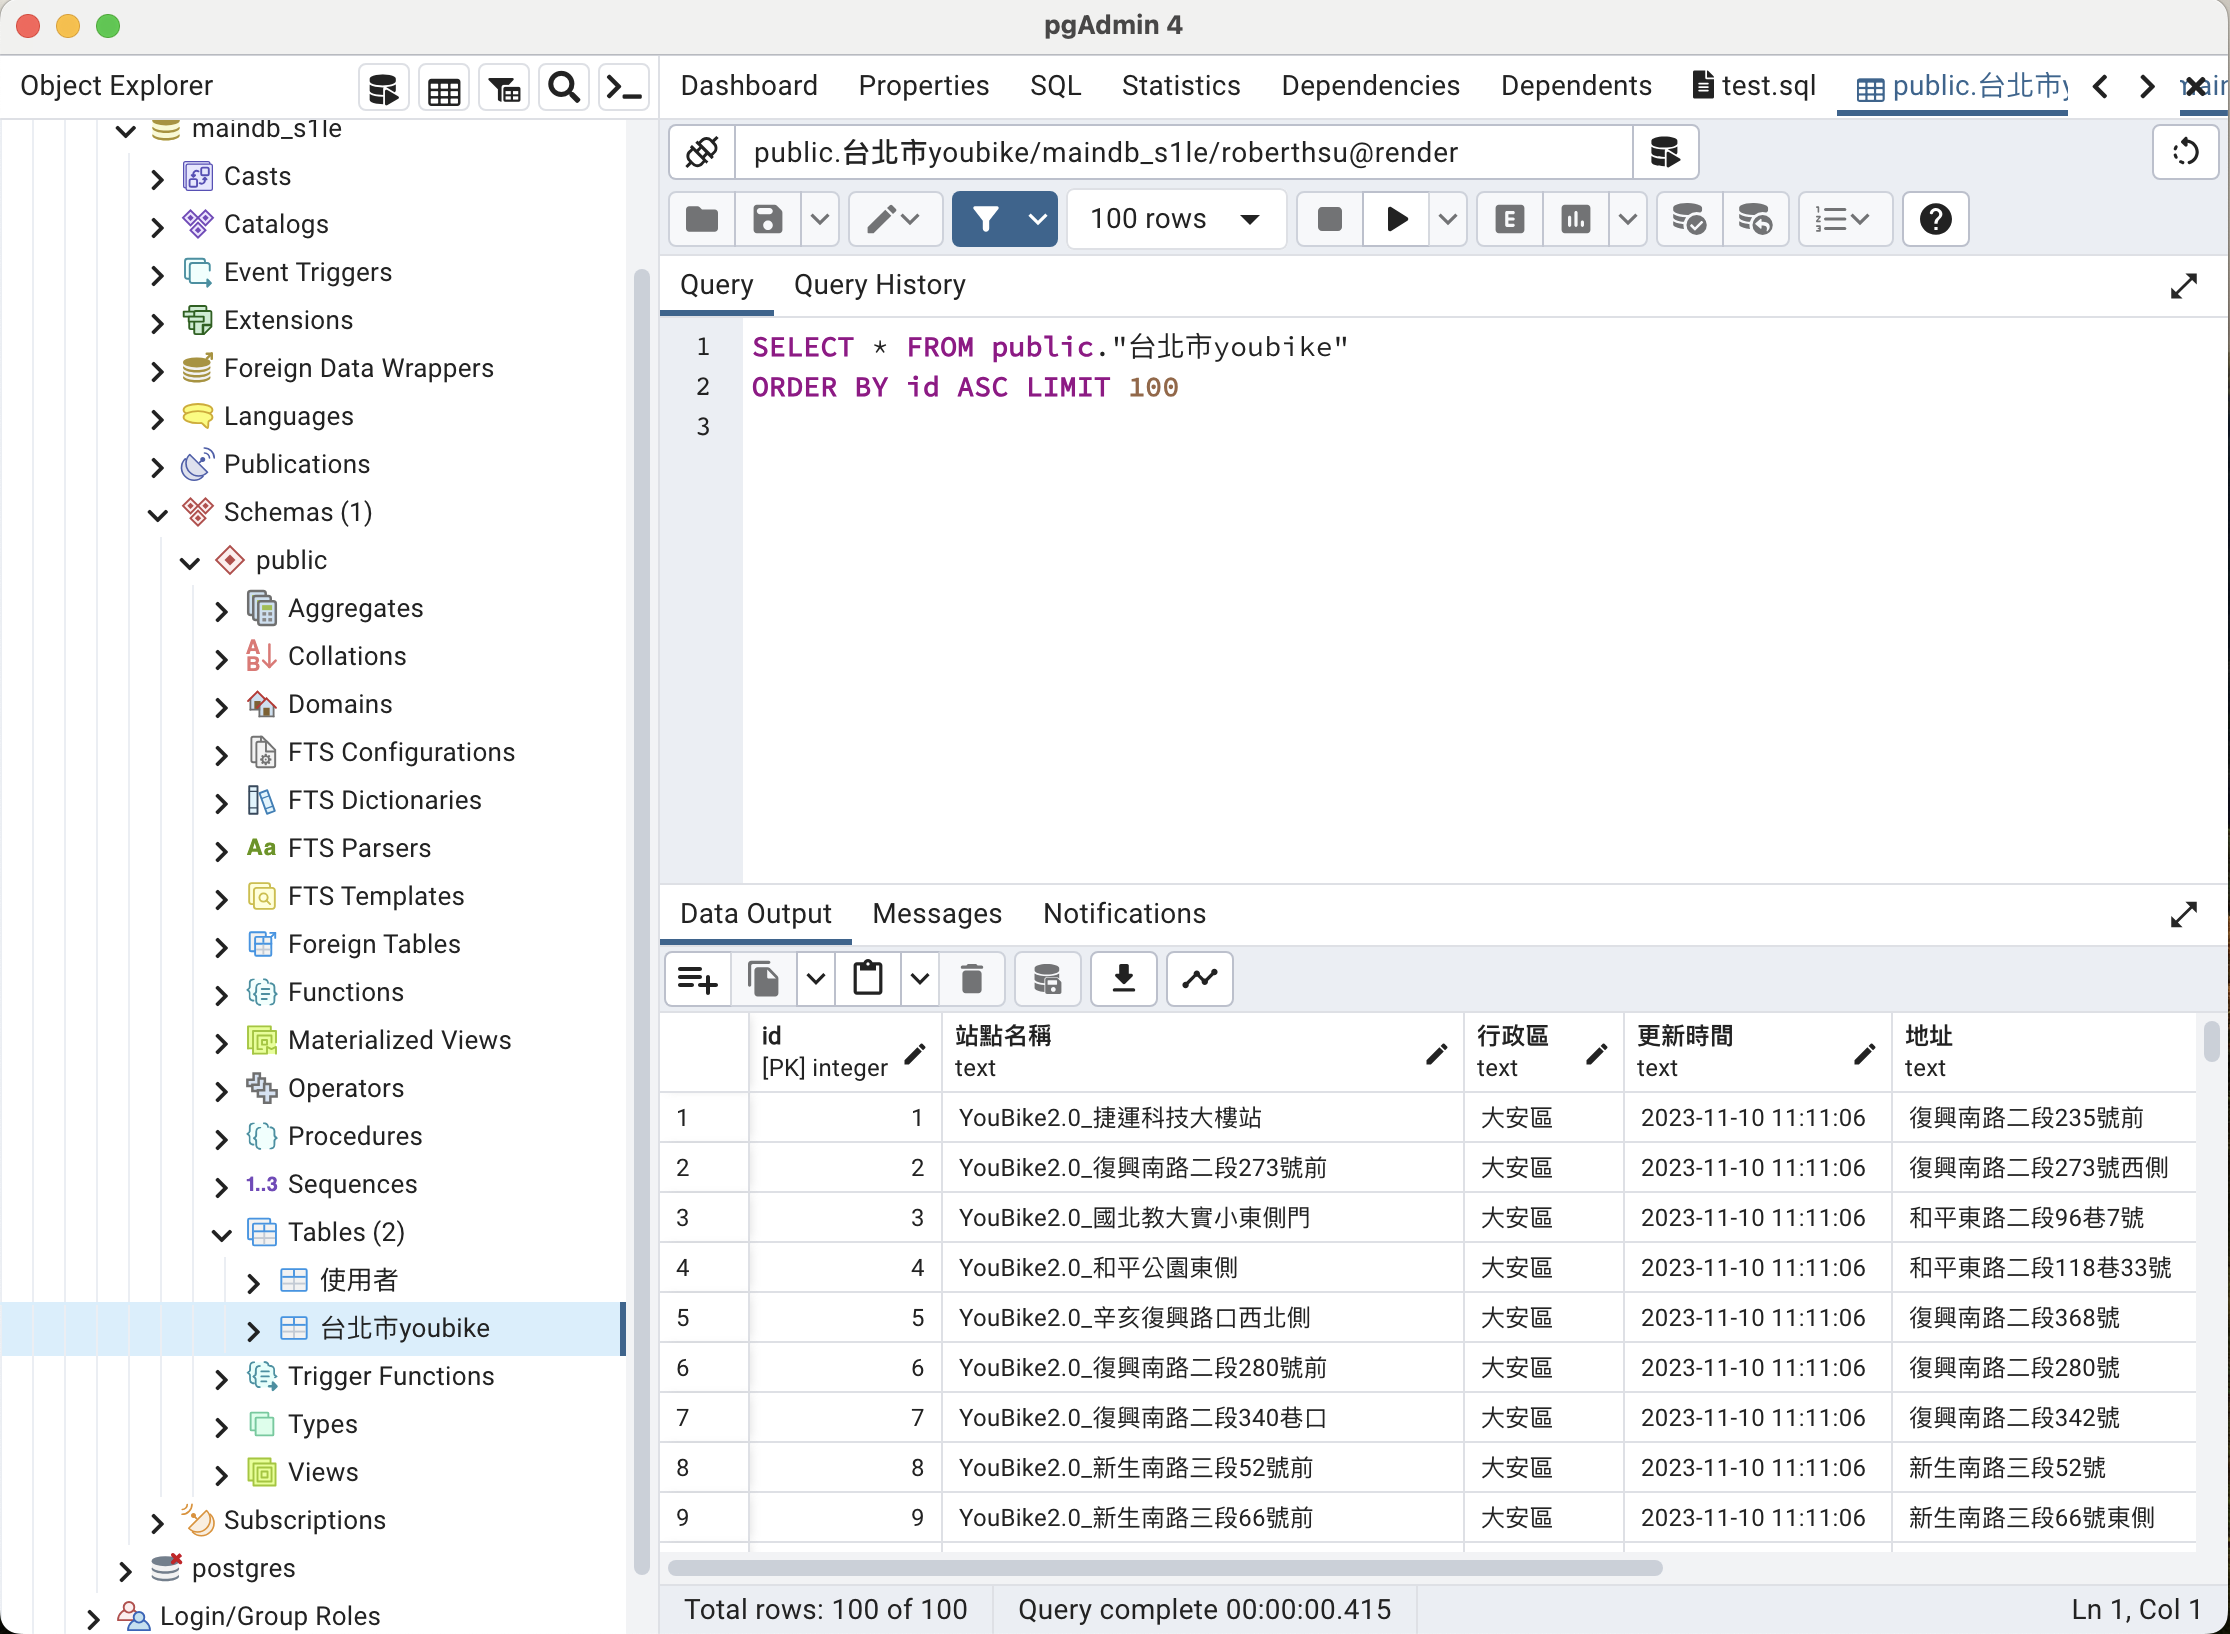 pgAdmin 4
Object Explorer
maindb_s1le
Casts
Catalogs
Event Triggers
Extensions
Foreign Data Wrappers
Languages
Publications
Schemas (1)
public
Aggregates
Collations
Domains
FTS Configurations
FTS Dictionaries
Aa FTS Parsers
FTS Templates
Foreign Tables
Functions
Materialized Views
Operators
Procedures
1..3 Sequences
Tables (2)
使用者
台北市youbike
Trigger Functions
Types
Views
Subscriptions
postgres
Login/Group Roles
Dashboard Properties SQL Statistics Dependencies Dependents test.sql public.台北市y
public.台北市youbike/maindb_s1le/roberthsu@render
100 rows
Query Query History
1 SELECT * FROM public."台北市youbike"
2 ORDER BY id ASC LIMIT 100
3
Data Output Messages Notifications
id 站點名稱 行政區 更新時間 地址
[PK] integer text text text text
1 1 YouBike2.0_捷運科技大樓站 大安區 2023-11-10 11:11:06 復興南路二段235號前
2 2 YouBike2.0_復興南路二段273號前 大安區 2023-11-10 11:11:06 復興南路二段273號西側
3 3 YouBike2.0_國北教大實小東側門 大安區 2023-11-10 11:11:06 和平東路二段96巷7號
4 4 YouBike2.0_和平公園東側 大安區 2023-11-10 11:11:06 和平東路二段118巷33號
5 5 YouBike2.0_辛亥復興路口西北側 大安區 2023-11-10 11:11:06 復興南路二段368號
6 6 YouBike2.0_復興南路二段280號前 大安區 2023-11-10 11:11:06 復興南路二段280號
7 7 YouBike2.0_復興南路二段340巷口 大安區 2023-11-10 11:11:06 復興南路二段342號
8 8 YouBike2.0_新生南路三段52號前 大安區 2023-11-10 11:11:06 新生南路三段52號
9 9 YouBike2.0_新生南路三段66號前 大安區 2023-11-10 11:11:06 新生南路三段66號東側
Total rows: 100 of 100 Query complete 00:00:00.415 Ln 1, Col 1